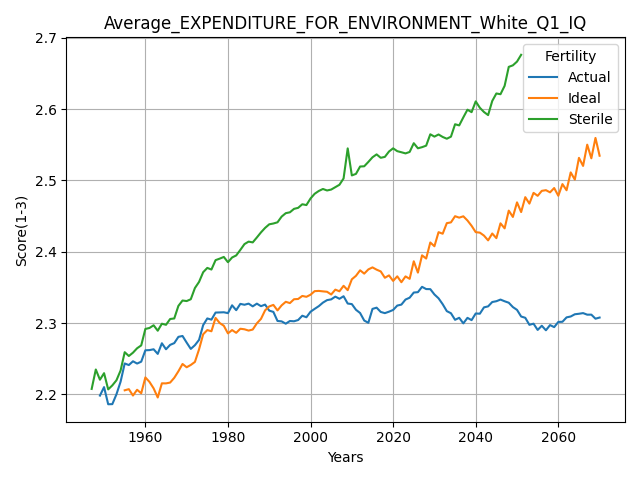 Average_EXPENDITURE_FOR_ENVIRONMENT_White_Q1_IQ
Score(1-3)
2.7
2.6
2.5
2.4
2.3
2.2
Fertility
Actual
Ideal
Sterile
1960 1980 2000 2020 2040 2060
Years